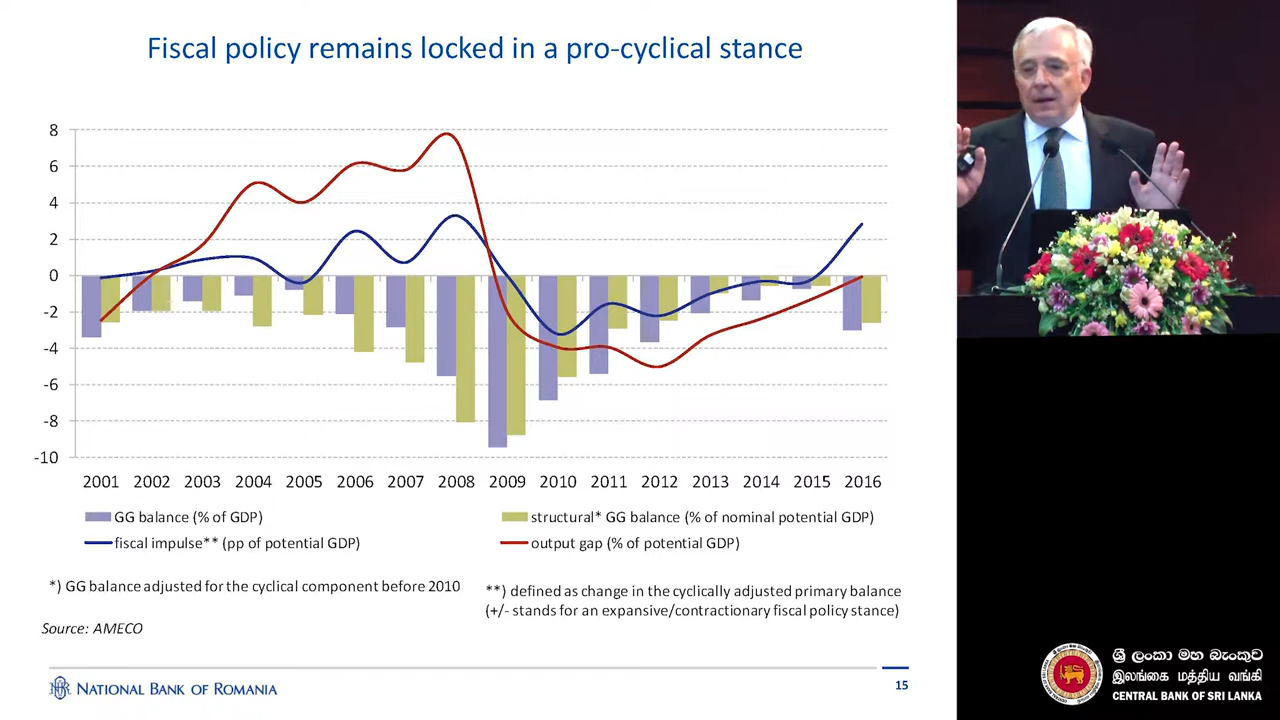 Fiscal policy remains locked in a pro-cyclical stance
8
6
4
2
0
-2
-4
-6
-8
-10
2001 2002 2003 2004 2005 2006 2007 2008 2009 2010 2011 2012 2013 2014 2015 2016
GG balance (% of GDP)
structural* GG balance (% of nominal potential GDP)
fiscal impulse** (pp of potential GDP)
output gap (% of potential GDP)
*) GG balance adjusted for the cyclical component before 2010
**) defined as change in the cyclically adjusted primary balance
(+/- stands for an expansive/contractionary fiscal policy stance)
Source: AMECO
NATIONAL BANK OF ROMANIA
15
ශ්‍රී ලංකා මහ බැංකුව
இலங்கை மத்திய வங்கி
CENTRAL BANK OF SRI LANKA